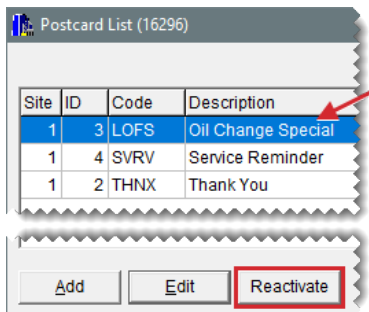 Postcard List (16296)
Site ID Code Description
1 3 LOFS Oil Change Special
1 4 SVRV Service Reminder
1 2 THNX Thank You
Add Edit Reactivate